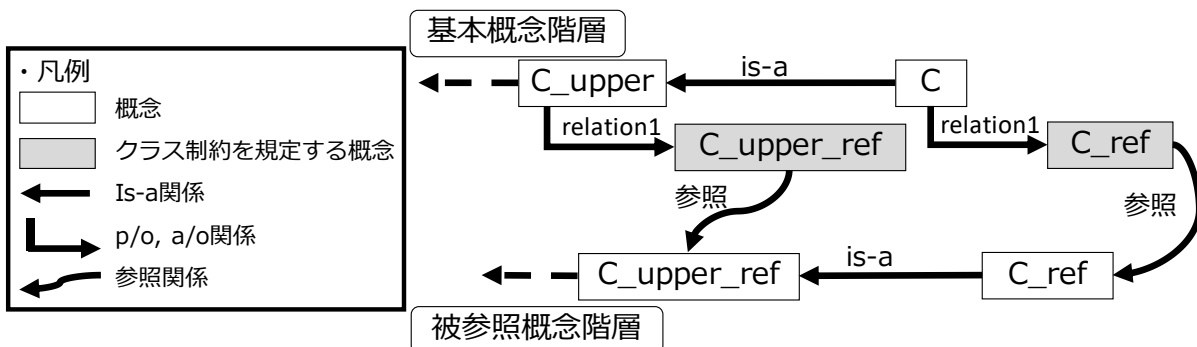 基本概念階層
・凡例
概念
クラス制約を規定する概念
Is-a関係
p/o, a/o関係
参照関係
C_upper
is-a
C
relation1
C_upper_ref
relation1
C_ref
参照
参照
C_upper_ref
is-a
C_ref
被参照概念階層